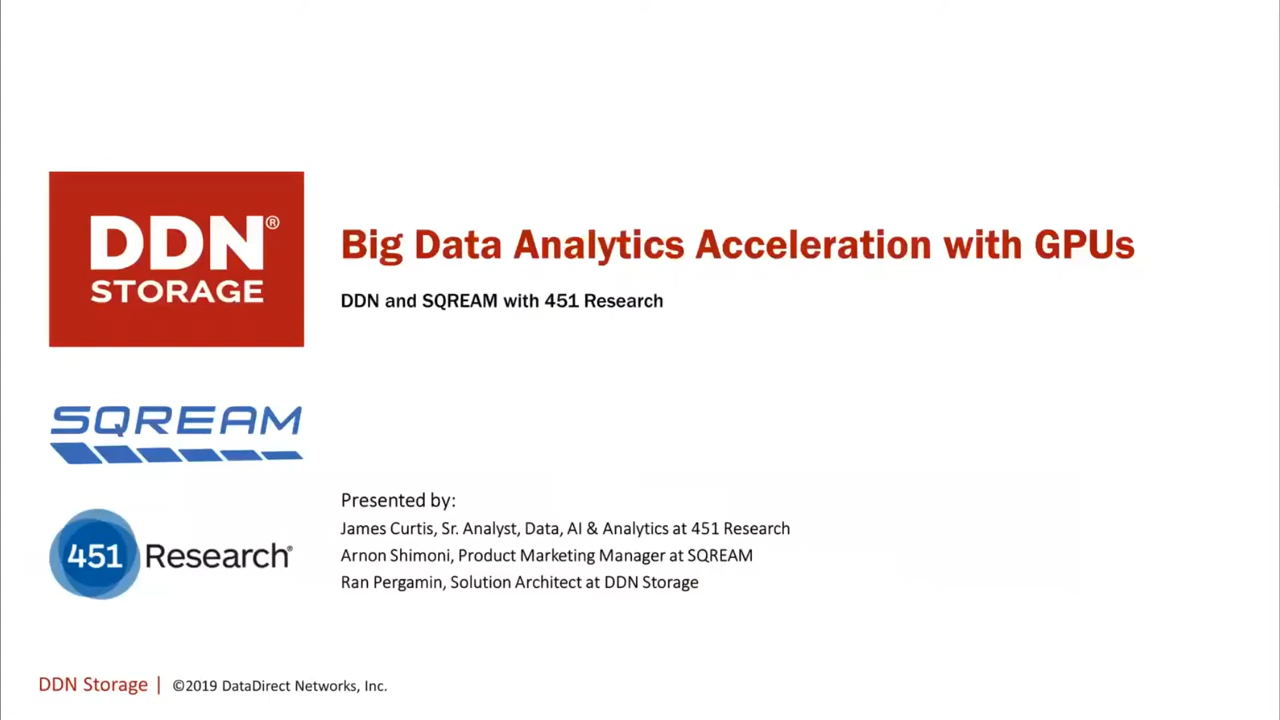 DDN®
STORAGE
Big Data Analytics Acceleration with GPUs
DDN and SQREAM with 451 Research
SQREAM
451 Research®
Presented by:
James Curtis, Sr. Analyst, Data, AI & Analytics at 451 Research
Arnon Shimoni, Product Marketing Manager at SQREAM
Ran Pergamin, Solution Architect at DDN Storage
DDN Storage | ©2019 DataDirect Networks, Inc.